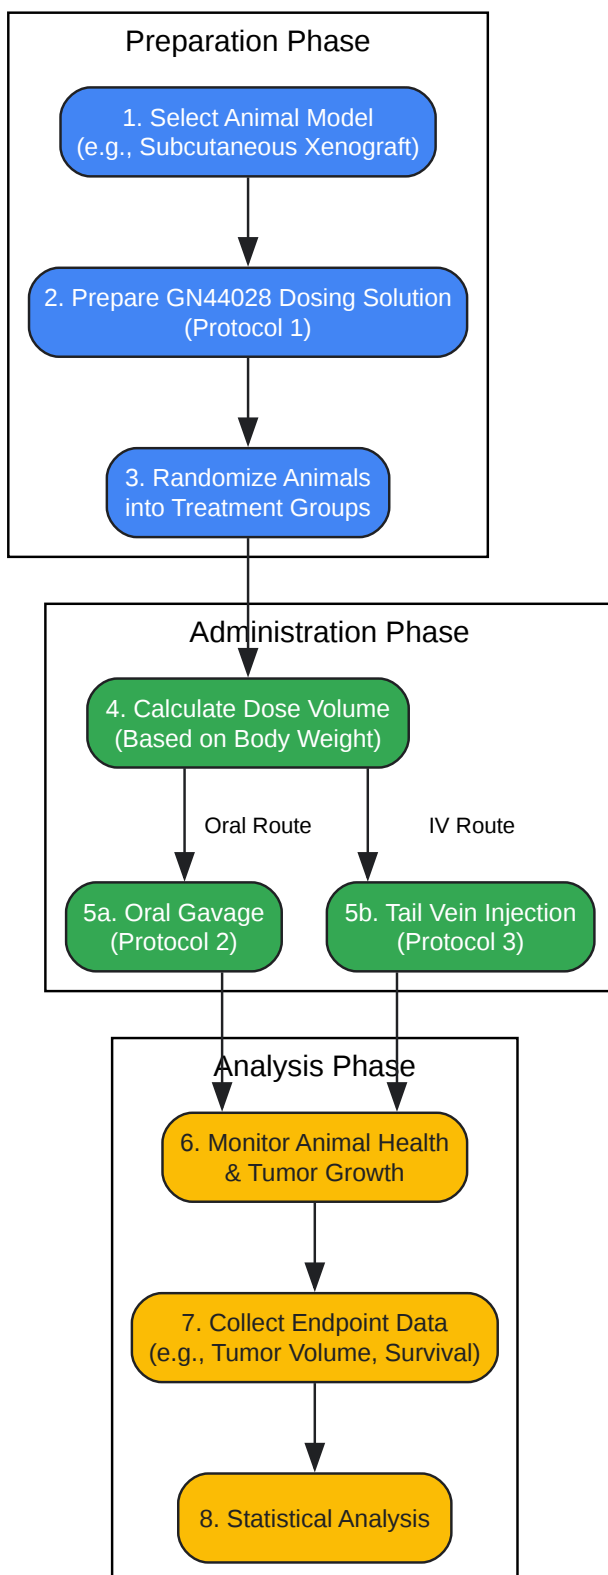 Preparation Phase
1. Select Animal Model
(e.g., Subcutaneous Xenograft)
2. Prepare GN44028 Dosing Solution
(Protocol 1)
3. Randomize Animals
into Treatment Groups
Administration Phase
4. Calculate Dose Volume
(Based on Body Weight)
Oral Route
IV Route
5a. Oral Gavage
(Protocol 2)
5b. Tail Vein Injection
(Protocol 3)
Analysis Phase
6. Monitor Animal Health
& Tumor Growth
7. Collect Endpoint Data
(e.g., Tumor Volume, Survival)
8. Statistical Analysis